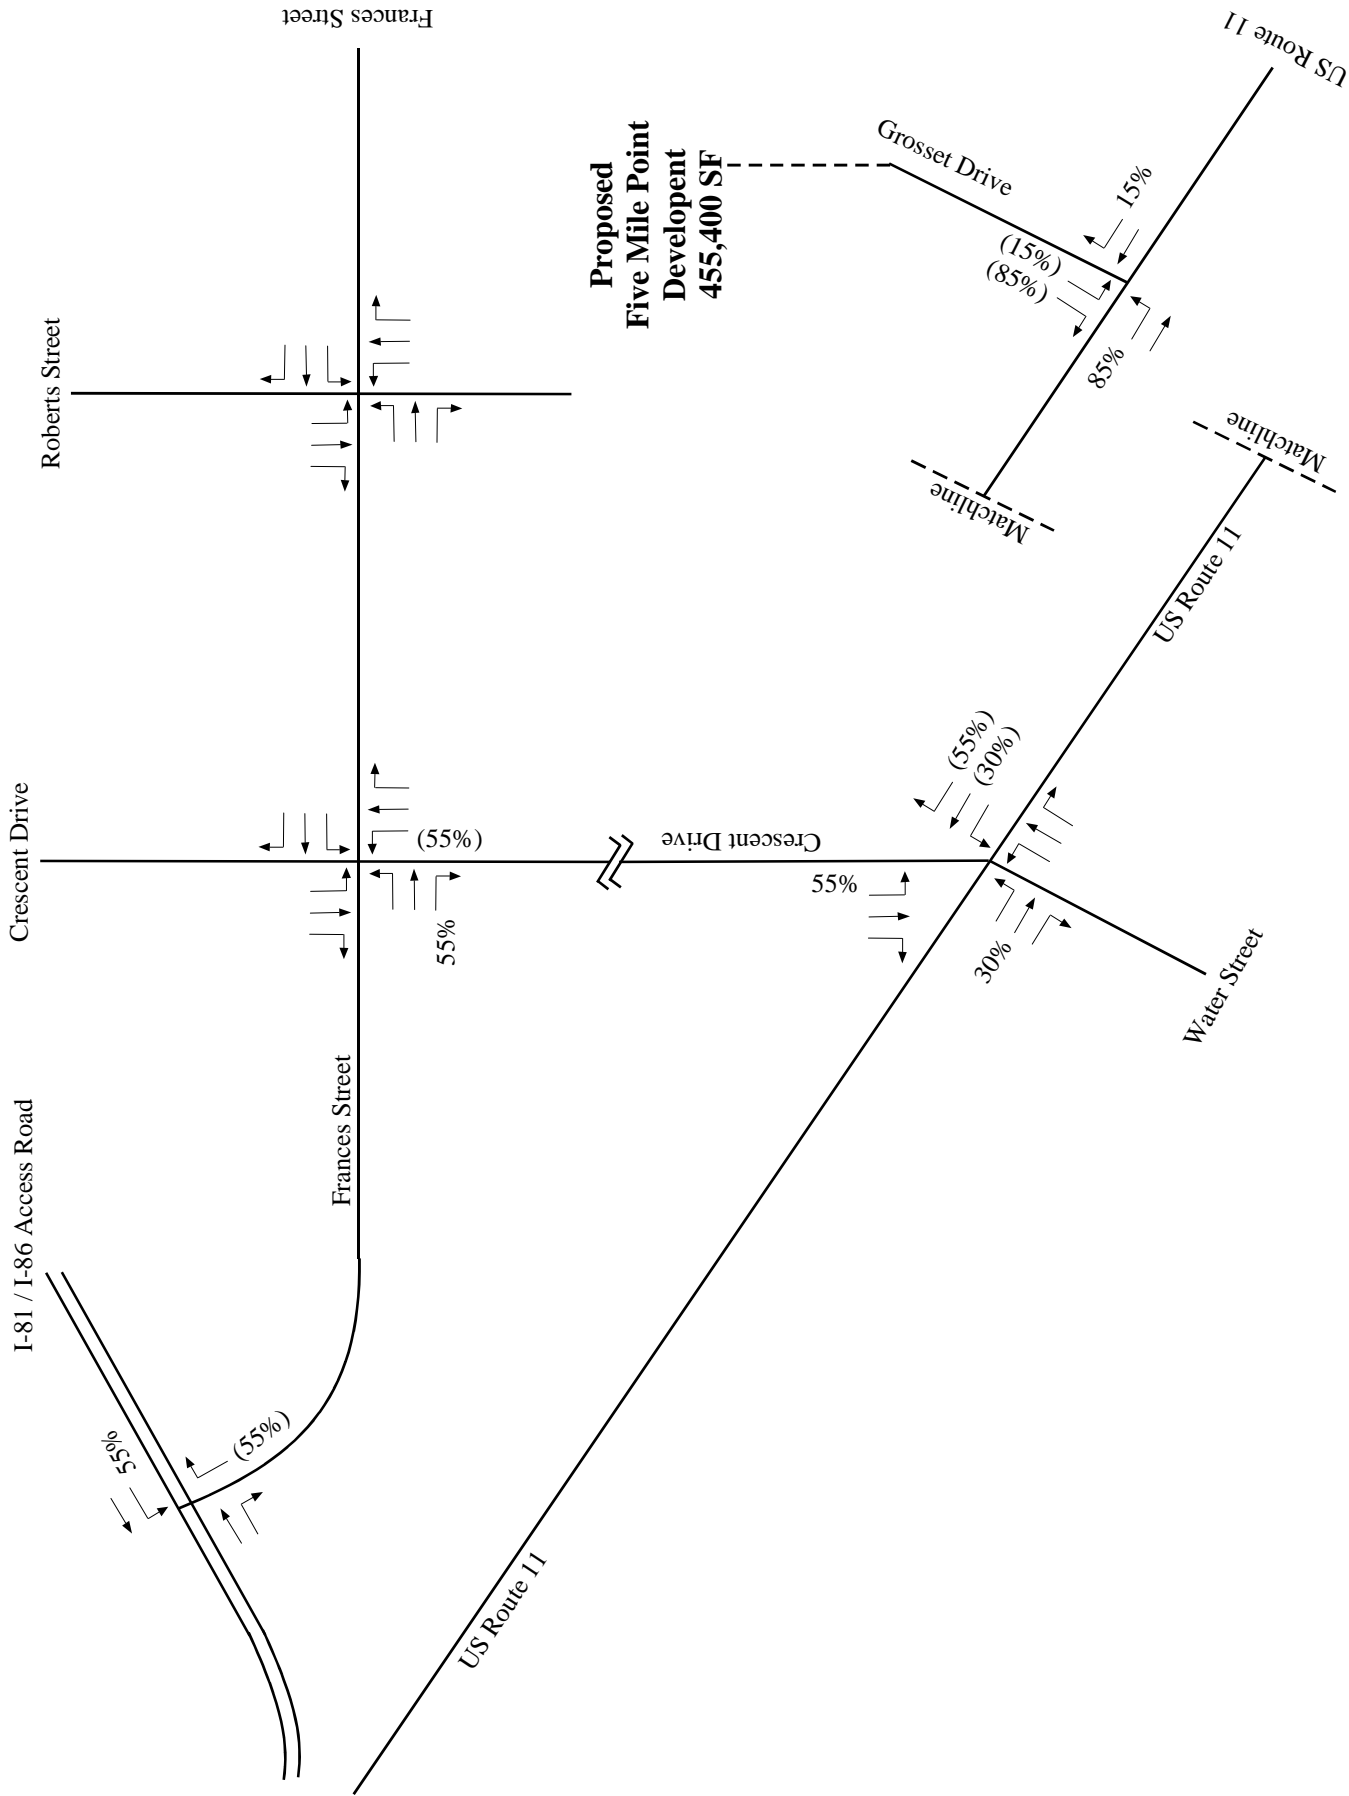 Frances Street
US Route 11
Grosset Drive
Proposed
Five Mile Point
Developent
455,400 SF
15%
(15%)
(85%)
85%
Roberts Street
Matchline
Matchline
US Route 11
Crescent Drive
(55%)
(30%)
(55%)
Crescent Drive
55%
55%
30%
Water Street
Frances Street
I-81 / I-86 Access Road
55%
(55%)
US Route 11